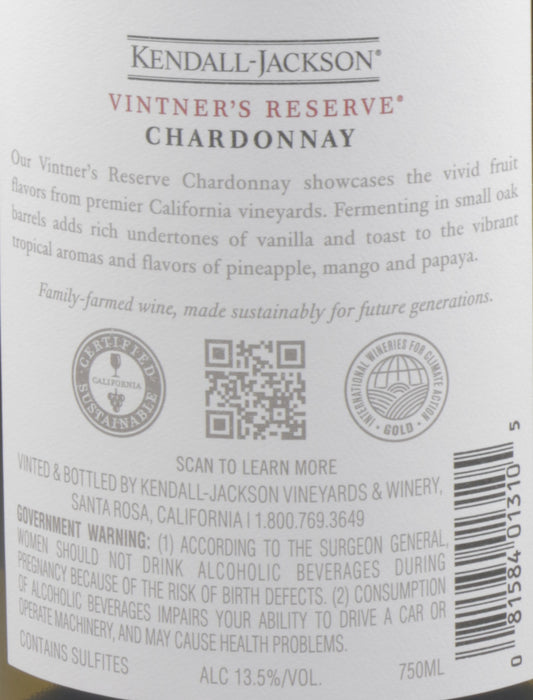 KENDALL-JACKSON®
VINTNER'S RESERVE®
CHARDONNAY
Our Vintner's Reserve Chardonnay showcases the vivid fruit
flavors from premier California vineyards. Fermenting in small oak
barrels adds rich undertones of vanilla and toast to the vibrant
tropical aromas and flavors of pineapple, mango and papaya.
Family-farmed wine, made sustainably for future generations.
CERTIFIED
CALIFORNIA
SUSTAINABLE
INTERNATIONAL WINERIES FOR CLIMATE ACTION
• GOLD •
SCAN TO LEARN MORE
VINTED & BOTTLED BY KENDALL-JACKSON VINEYARDS & WINERY,
SANTA ROSA, CALIFORNIA | 1.800.769.3649
GOVERNMENT WARNING: (1) ACCORDING TO THE SURGEON GENERAL,
WOMEN SHOULD NOT DRINK ALCOHOLIC BEVERAGES DURING
PREGNANCY BECAUSE OF THE RISK OF BIRTH DEFECTS. (2) CONSUMPTION
OF ALCOHOLIC BEVERAGES IMPAIRS YOUR ABILITY TO DRIVE A CAR OR
OPERATE MACHINERY, AND MAY CAUSE HEALTH PROBLEMS.
CONTAINS SULFITES
ALC 13.5%/VOL.
750ML
0 81584 01310 5